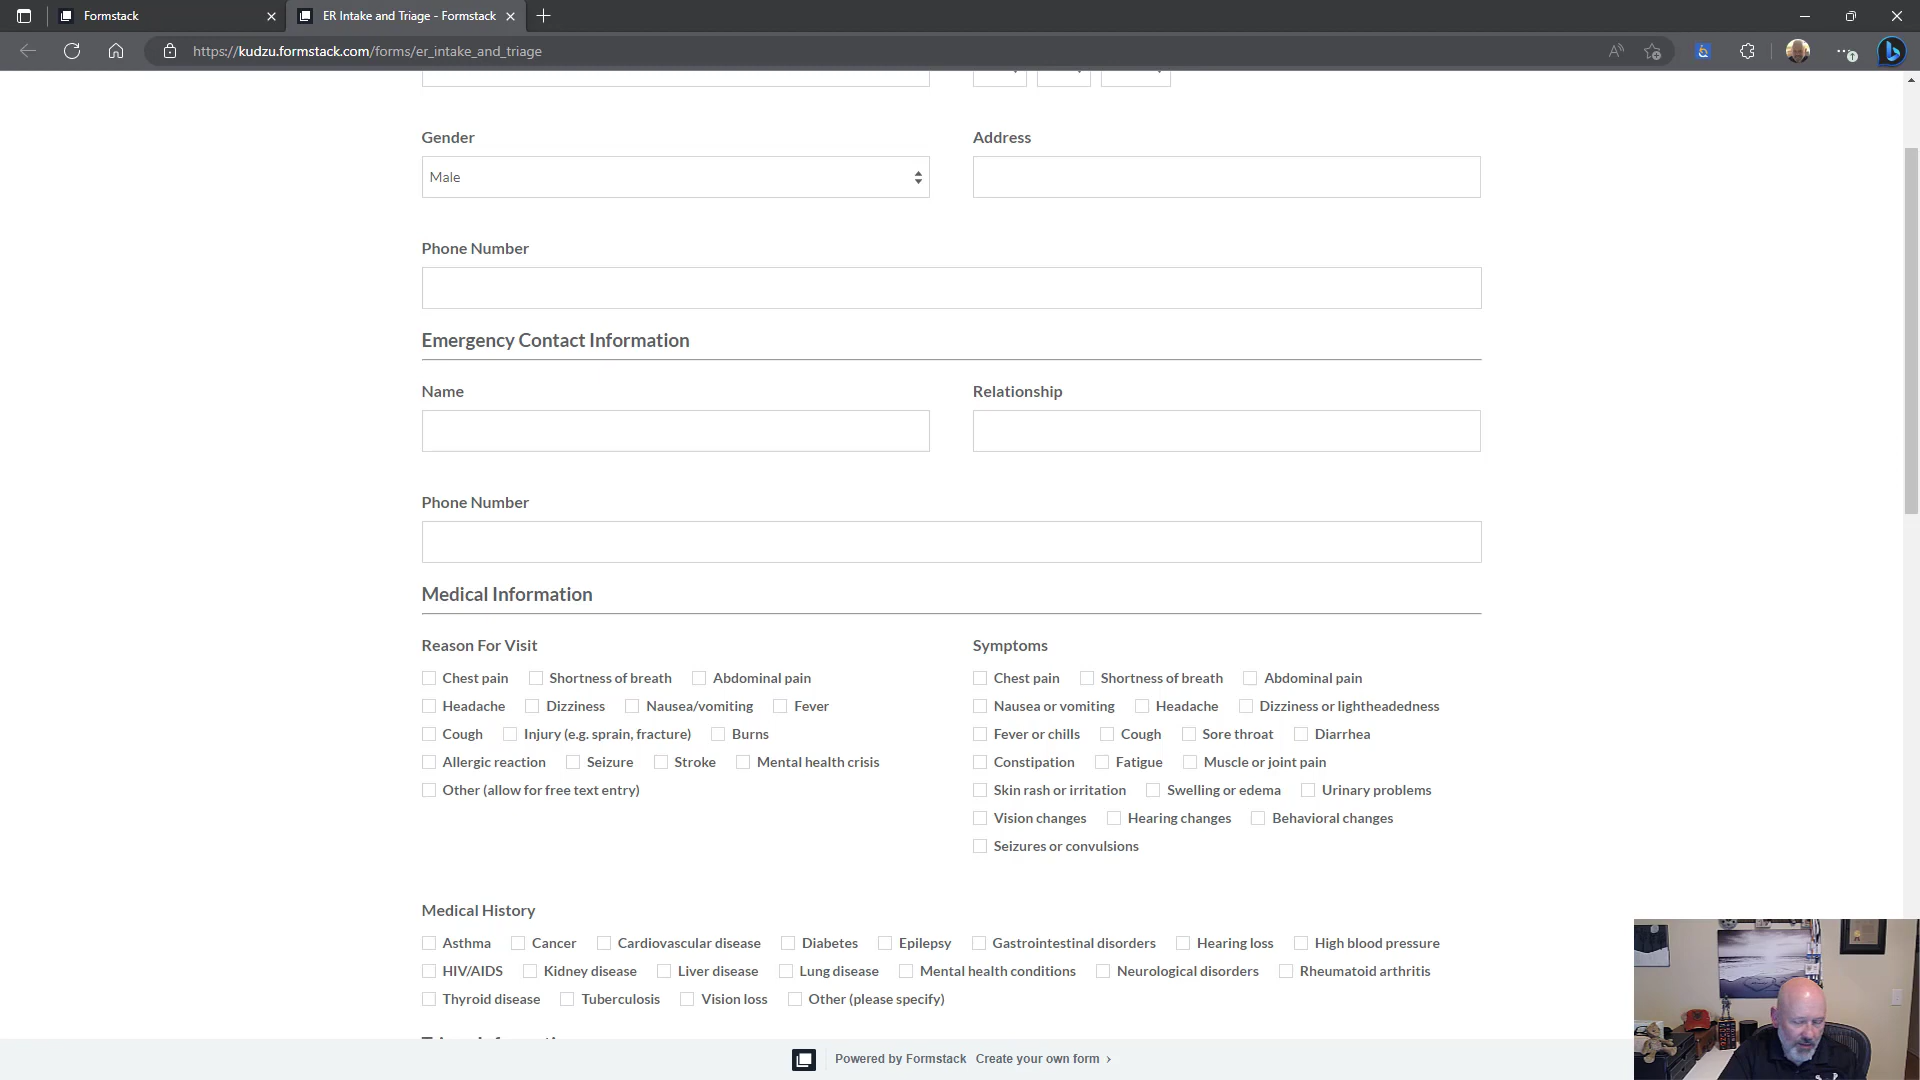 Formstack
ER Intake and Triage - Formstack
https://kudzu.formstack.com/forms/er_intake_and_triage
Gender
Address
Male
Phone Number
Emergency Contact Information
Name
Relationship
Phone Number
Medical Information
Reason For Visit
Chest pain Shortness of breath Abdominal pain
Headache Dizziness Nausea/vomiting Fever
Cough Injury (e.g. sprain, fracture) Burns
Allergic reaction Seizure Stroke Mental health crisis
Other (allow for free text entry)
Symptoms
Chest pain Shortness of breath Abdominal pain
Nausea or vomiting Headache Dizziness or lightheadedness
Fever or chills Cough Sore throat Diarrhea
Constipation Fatigue Muscle or joint pain
Skin rash or irritation Swelling or edema Urinary problems
Vision changes Hearing changes Behavioral changes
Seizures or convulsions
Medical History
Asthma Cancer Cardiovascular disease Diabetes Epilepsy Gastrointestinal disorders Hearing loss High blood pressure
HIV/AIDS Kidney disease Liver disease Lung disease Mental health conditions Neurological disorders Rheumatoid arthritis
Thyroid disease Tuberculosis Vision loss Other (please specify)
Powered by Formstack Create your own form ›